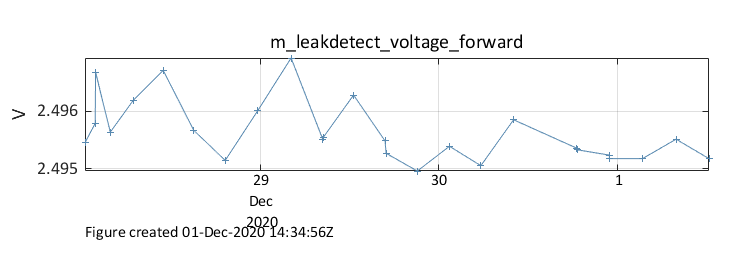 m_leakdetect_voltage_forward
V
2.496
2.495
29 30 1
Dec
2020
Figure created 01-Dec-2020 14:34:56Z